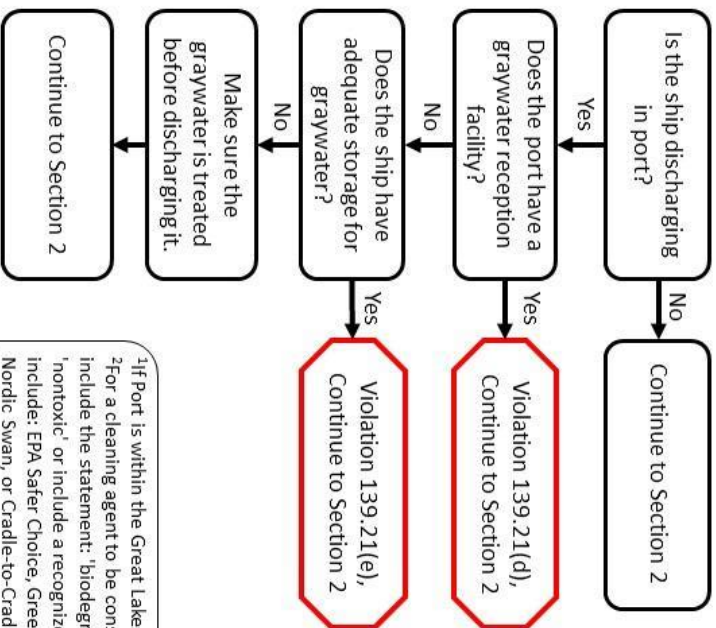 Is the ship discharging
in port?
No
Continue to Section 2
Yes
Does the port have a
graywater reception
facility?
Yes
Violation 139.21(d),
Continue to Section 2
No
Does the ship have
adequate storage for
graywater?
Yes
Violation 139.21(e),
Continue to Section 2
No
Make sure the
graywater is treated
before discharging it.
Continue to Section 2
¹If Port is within the Great Lake
²For a cleaning agent to be cons
include the statement: 'biodegr
'nontoxic' or include a recogniz
include: EPA Safer Choice, Gree
Nordic Swan, or Cradle-to-Crad